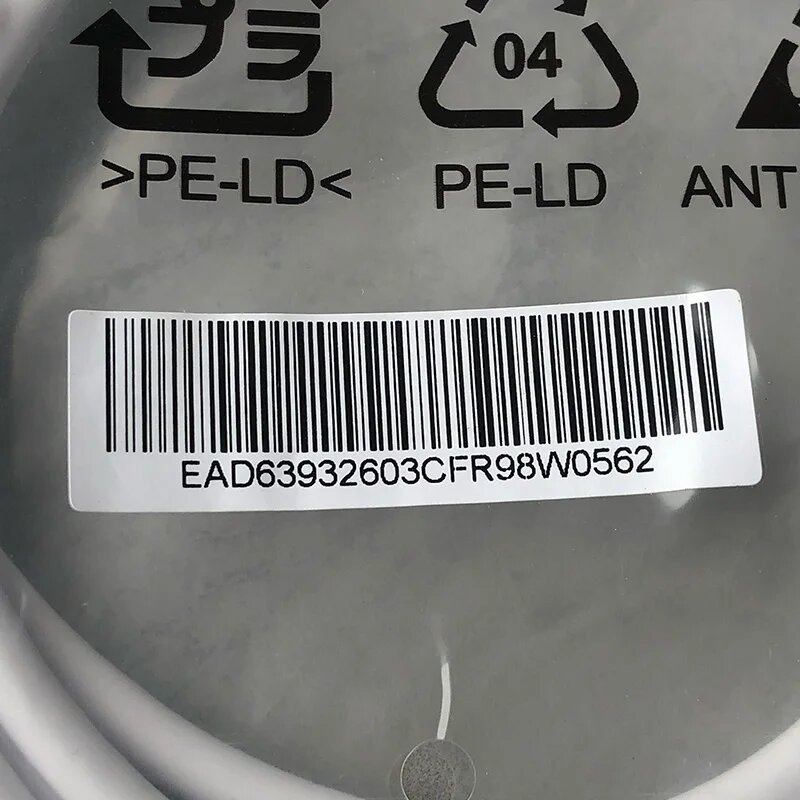 プラ
04
>PE-LD<
PE-LD
ANT
EAD63932603CFR98W0562